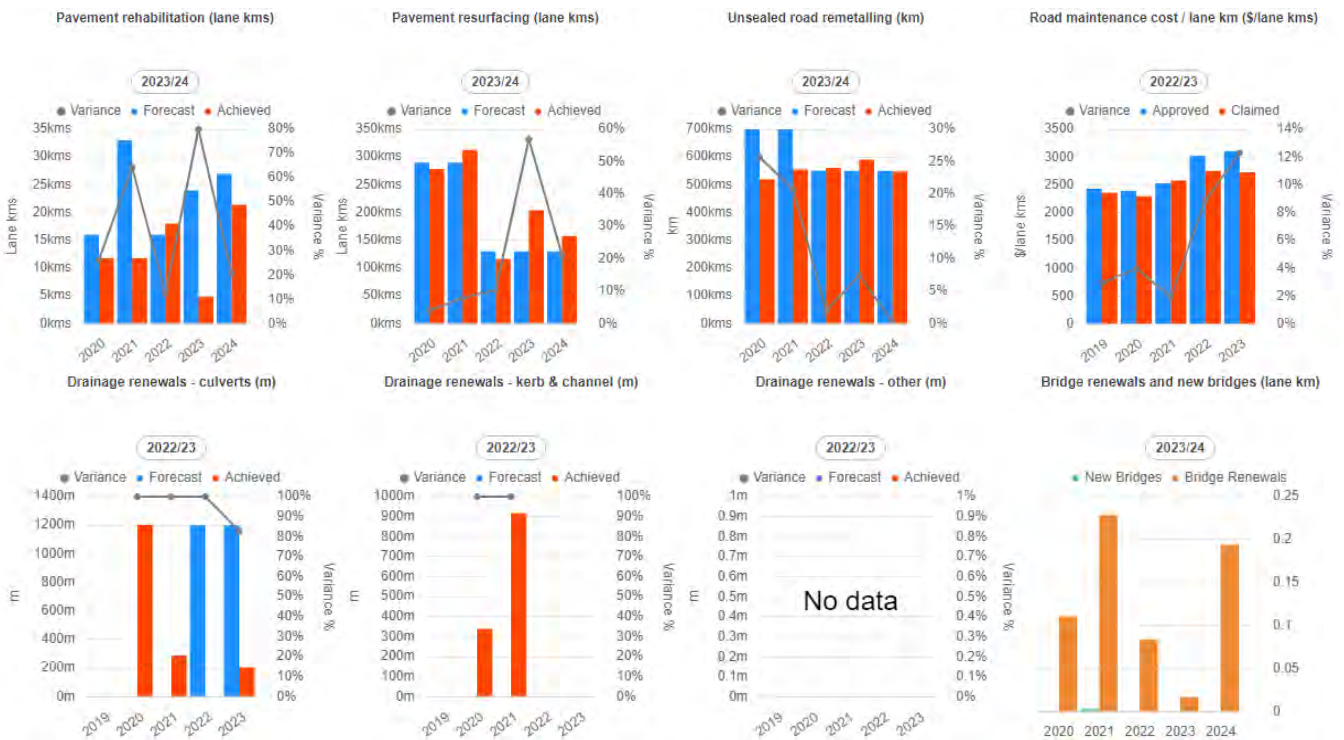 Pavement rehabilitation (lane kms)
2023/24
Variance Forecast Achieved
35kms
30kms
25kms
20kms
15kms
10kms
5kms
0kms
Lane kms
80%
70%
60%
50%
40%
30%
20%
10%
0%
Variance %
2020 2021 2022 2023 2024
Pavement resurfacing (lane kms)
2023/24
Variance Forecast Achieved
350kms
300kms
250kms
200kms
150kms
100kms
50kms
0kms
Lane kms
60%
50%
40%
30%
20%
10%
0%
Variance %
2020 2021 2022 2023 2024
Unsealed road remetalling (km)
2023/24
Variance Forecast Achieved
700kms
600kms
500kms
400kms
300kms
200kms
100kms
0kms
km
30%
25%
20%
15%
10%
5%
0%
Variance %
2020 2021 2022 2023 2024
Road maintenance cost / lane km ($/lane kms)
2022/23
Variance Approved Claimed
3500
3000
2500
2000
1500
1000
500
0
$/lane kms
14%
12%
10%
8%
6%
4%
2%
0%
Variance %
2019 2020 2021 2022 2023
Drainage renewals - culverts (m)
2022/23
Variance Forecast Achieved
1400m
1200m
1000m
800m
600m
400m
200m
0m
m
100%
90%
80%
70%
60%
50%
40%
30%
20%
10%
0%
Variance %
2019 2020 2021 2022 2023
Drainage renewals - kerb & channel (m)
2022/23
Variance Forecast Achieved
1000m
900m
800m
700m
600m
500m
400m
300m
200m
100m
0m
m
100%
90%
80%
70%
60%
50%
40%
30%
20%
10%
0%
Variance %
2019 2020 2021 2022 2023
Drainage renewals - other (m)
2022/23
Variance Forecast Achieved
1m
0.9m
0.8m
0.7m
0.6m
0.5m
0.4m
0.3m
0.2m
0.1m
0m
m
No data
1%
0.9%
0.8%
0.7%
0.6%
0.5%
0.4%
0.3%
0.2%
0.1%
0%
Variance %
2019 2020 2021 2022 2023
Bridge renewals and new bridges (lane km)
2023/24
New Bridges Bridge Renewals
0.25
0.2
0.15
0.1
0.05
0
2020 2021 2022 2023 2024